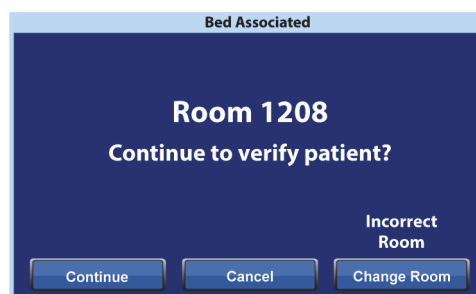 Bed Associated
Room 1208
Continue to verify patient?
Incorrect
Room
Continue
Cancel
Change Room